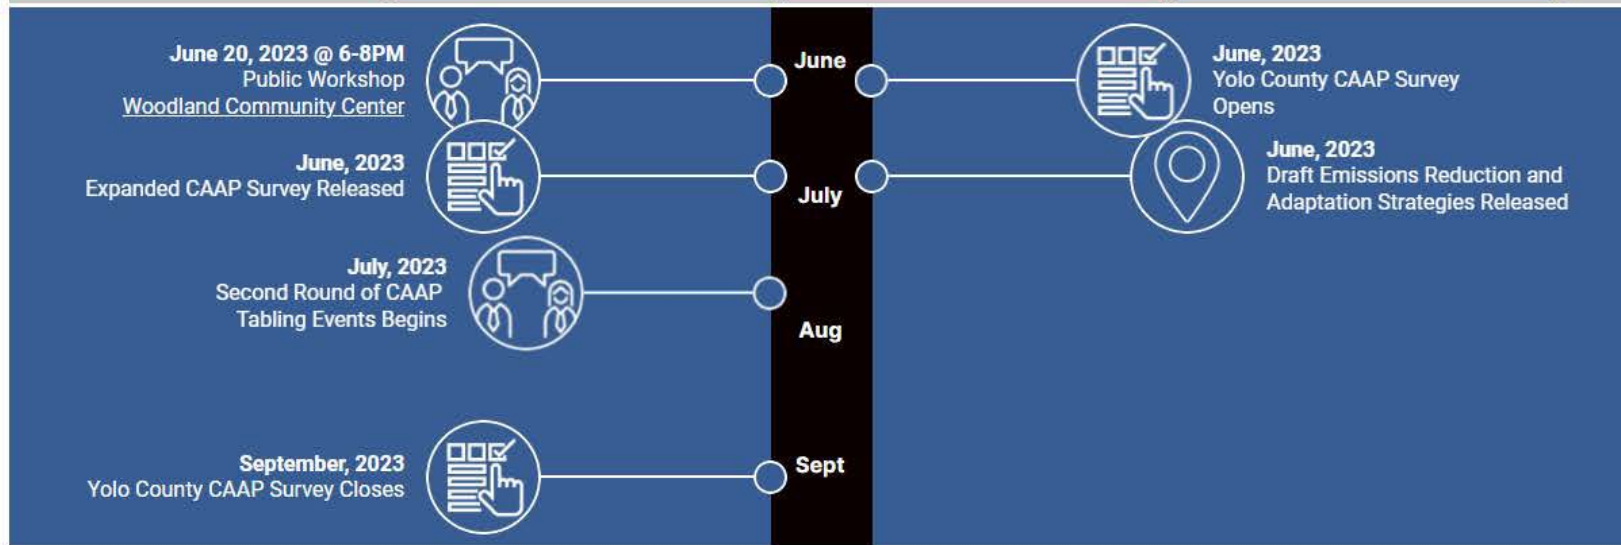 June 20, 2023 @ 6-8PM
Public Workshop
Woodland Community Center
June, 2023
Expanded CAAP Survey Released
July, 2023
Second Round of CAAP
Tabling Events Begins
September, 2023
Yolo County CAAP Survey Closes
June
July
Aug
Sept
June, 2023
Yolo County CAAP Survey
Opens
June, 2023
Draft Emissions Reduction and
Adaptation Strategies Released